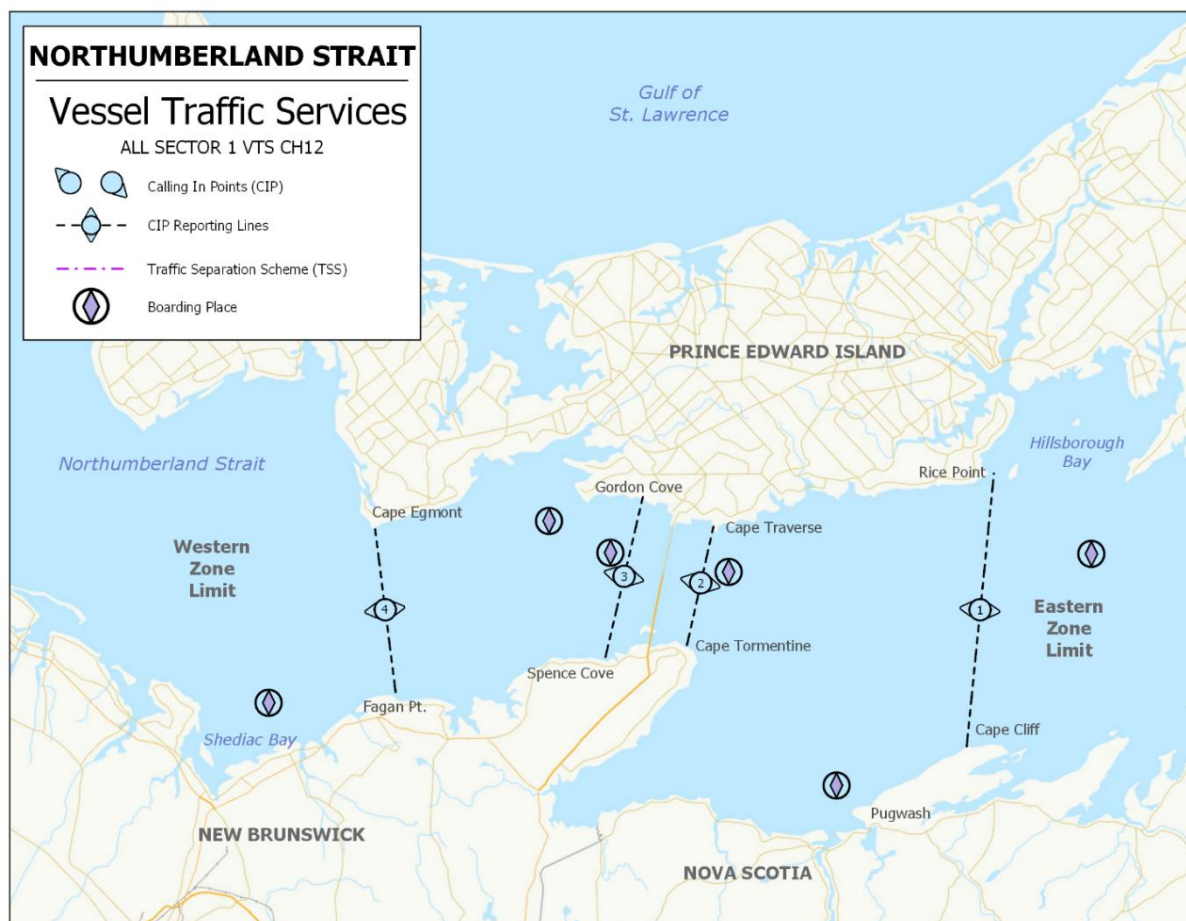 NORTHUMBERLAND STRAIT
Vessel Traffic Services
ALL SECTOR 1 VTS CH12
Calling In Points (CIP)
CIP Reporting Lines
Traffic Separation Scheme (TSS)
Boarding Place
Gulf of
St. Lawrence
PRINCE EDWARD ISLAND
Northumberland Strait
Hillsborough
Bay
Rice Point
Gordon Cove
Cape Egmont
Cape Traverse
Western
Zone
Limit
3
2
4
1
Eastern
Zone
Limit
Cape Tormentine
Spence Cove
Fagan Pt.
Shediac Bay
Cape Cliff
Pugwash
NEW BRUNSWICK
NOVA SCOTIA